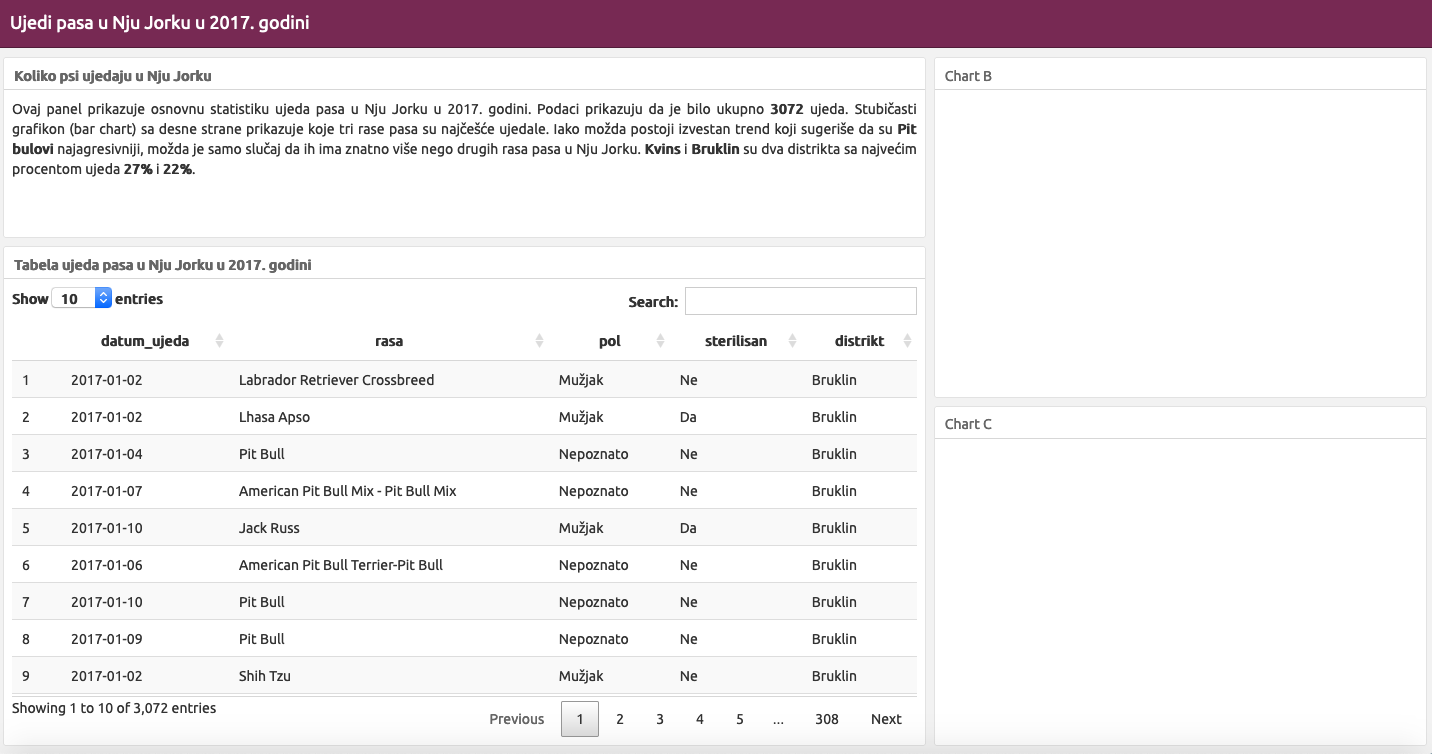 Ujedi pasa u Nju Jorku u 2017. godini
Koliko psi ujedaju u Nju Jorku
Ovaj panel prikazuje osnovnu statistiku ujeda pasa u Nju Jorku u 2017. godini. Podaci prikazuju da je bilo ukupno 3072 ujeda. Stubičasti
grafikon (bar chart) sa desne strane prikazuje koje tri rase pasa su najčešće ujedale. Iako možda postoji izvestan trend koji sugeriše da su Pit
bulovi najagresivniji, možda je samo slučaj da ih ima znatno više nego drugih rasa pasa u Nju Jorku. Kvins i Bruklin su dva distrikta sa najvećim
procentom ujeda 27% i 22%.
Tabela ujeda pasa u Nju Jorku u 2017. godini
Show 10 entries Search:
datum_ujeda rasa pol sterilisan distrikt
1 2017-01-02 Labrador Retriever Crossbreed Mužjak Ne Bruklin
2 2017-01-02 Lhasa Apso Mužjak Da Bruklin
3 2017-01-04 Pit Bull Nepoznato Ne Bruklin
4 2017-01-07 American Pit Bull Mix - Pit Bull Mix Nepoznato Ne Bruklin
5 2017-01-10 Jack Russ Mužjak Da Bruklin
6 2017-01-06 American Pit Bull Terrier-Pit Bull Nepoznato Ne Bruklin
7 2017-01-10 Pit Bull Nepoznato Ne Bruklin
8 2017-01-09 Pit Bull Nepoznato Ne Bruklin
9 2017-01-02 Shih Tzu Mužjak Ne Bruklin
Showing 1 to 10 of 3,072 entries
Previous 1 2 3 4 5 ... 308 Next
Chart B
Chart C